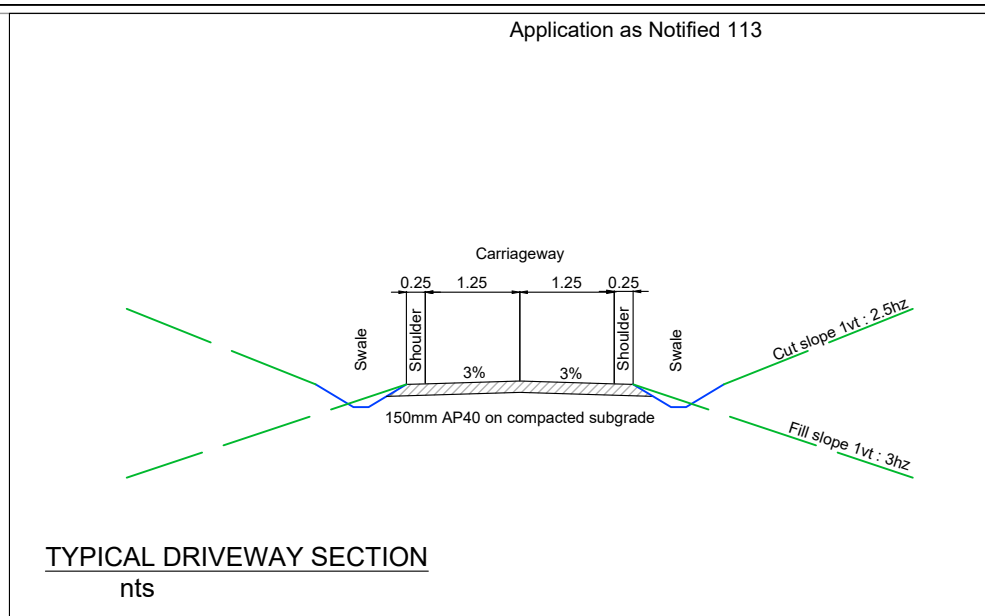 Application as Notified 113
Carriageway
0.25 1.25 1.25 0.25
Swale
Shoulder
Shoulder
Swale
Cut slope 1vt : 2.5hz
3% 3%
150mm AP40 on compacted subgrade
Fill slope 1vt : 3hz
TYPICAL DRIVEWAY SECTION
nts